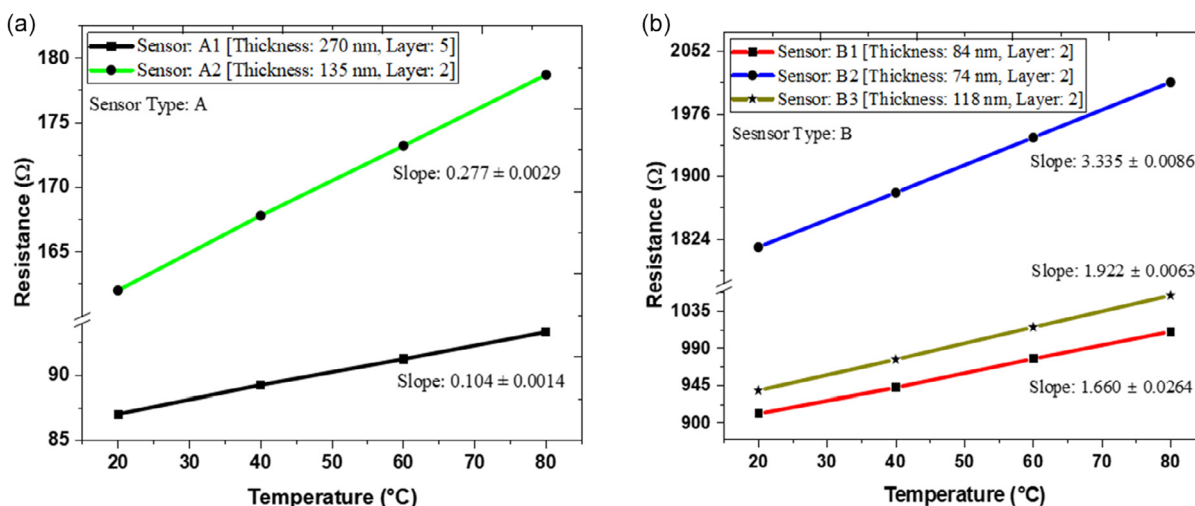 (a)
Sensor: A1 [Thickness: 270 nm, Layer: 5]
Sensor: A2 [Thickness: 135 nm, Layer: 2]
Sensor Type: A
180
175
170
165
90
85
Resistance (Ω)
Slope: 0.277 ± 0.0029
Slope: 0.104 ± 0.0014
20 30 40 50 60 70 80
Temperature (°C)
(b)
Sensor: B1 [Thickness: 84 nm, Layer: 2]
Sensor: B2 [Thickness: 74 nm, Layer: 2]
Sensor: B3 [Thickness: 118 nm, Layer: 2]
Sesnsor Type: B
2052
1976
1900
1824
1035
990
945
900
Resistance (Ω)
Slope: 3.335 ± 0.0086
Slope: 1.922 ± 0.0063
Slope: 1.660 ± 0.0264
20 30 40 50 60 70 80
Temperature (°C)